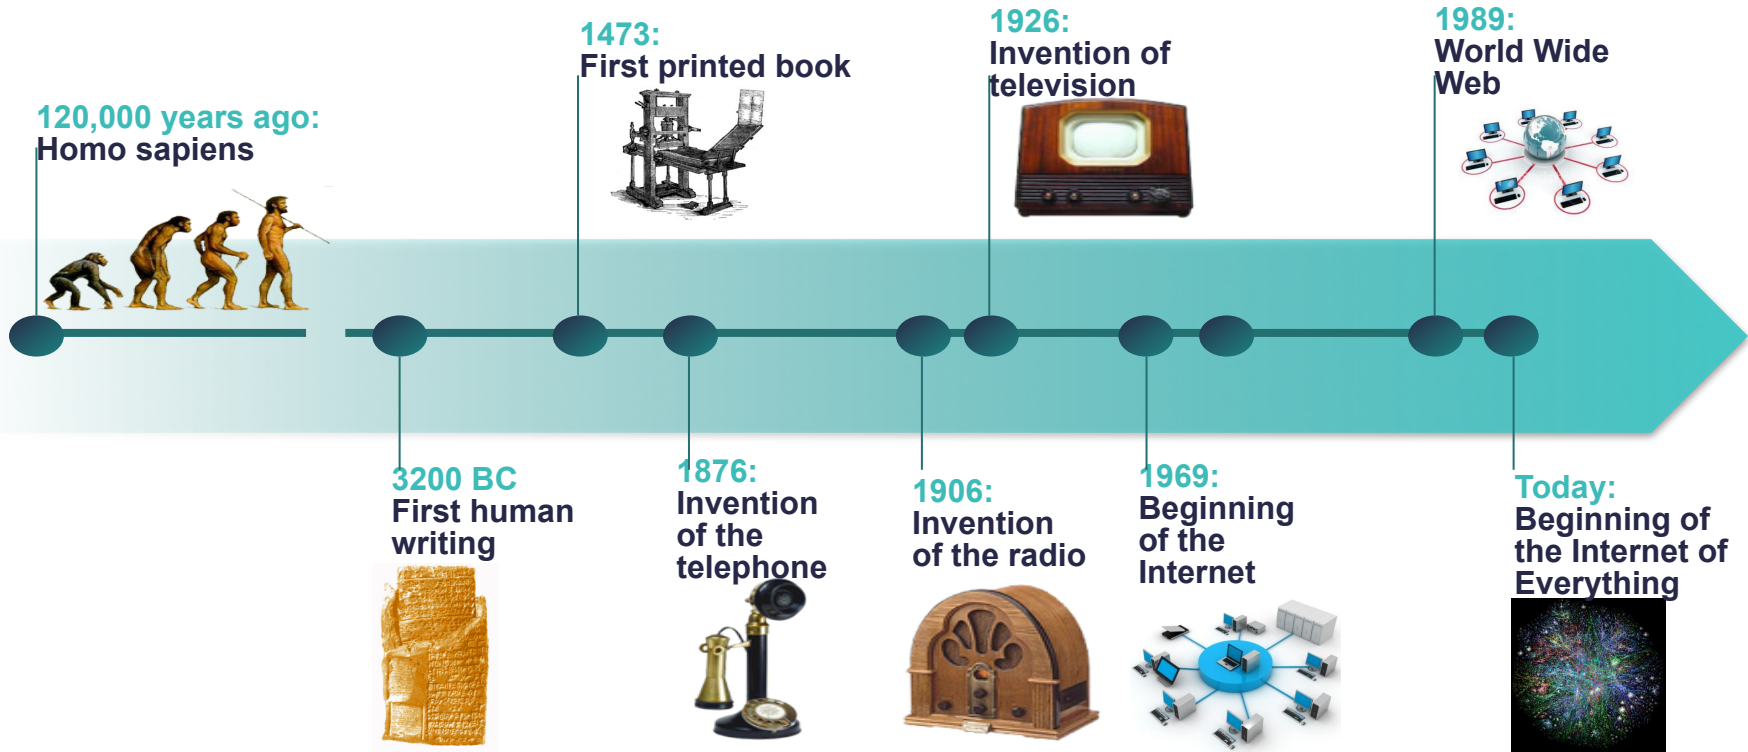 120,000 years ago:
Homo sapiens
3200 BC
First human
writing
1473:
First printed book
1876:
Invention
of the
telephone
1906:
Invention
of the radio
1926:
Invention of
television
1969:
Beginning
of the
Internet
1989:
World Wide
Web
Today:
Beginning of
the Internet of
Everything